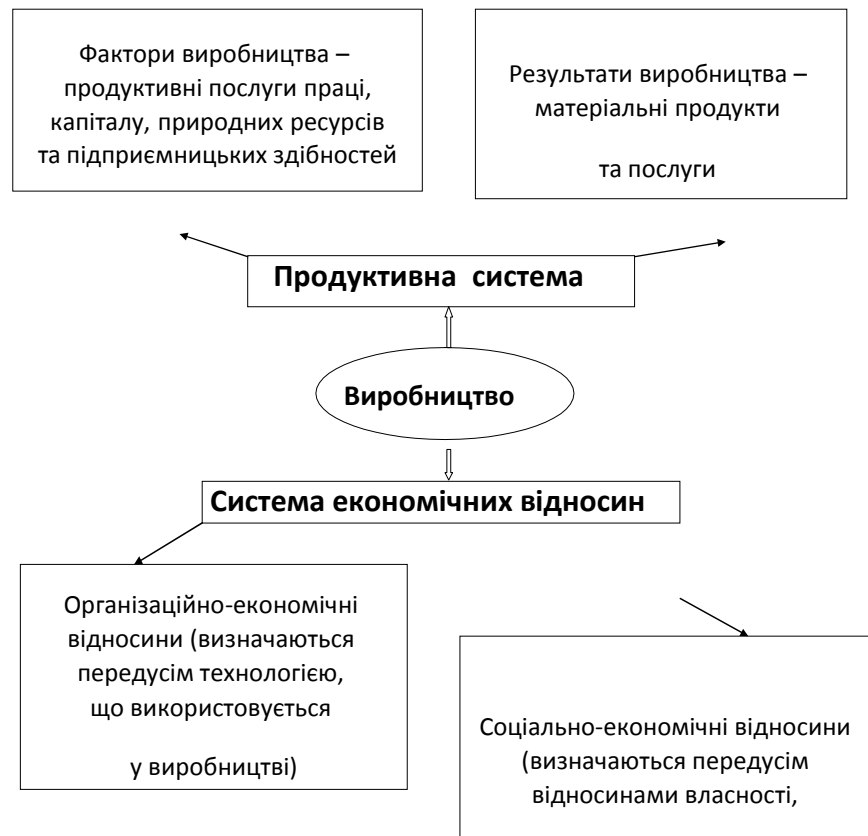 Фактори виробництва –
продуктивні послуги праці,
капіталу, природних ресурсів
та підприємницьких здібностей
Результати виробництва –
матеріальні продукти
та послуги
Продуктивна система
Виробництво
Система економічних відносин
Організаційно-економічні
відносини (визначаються
передусім технологією,
що використовується
у виробництві)
Соціально-економічні відносини
(визначаються передусім
відносинами власності,